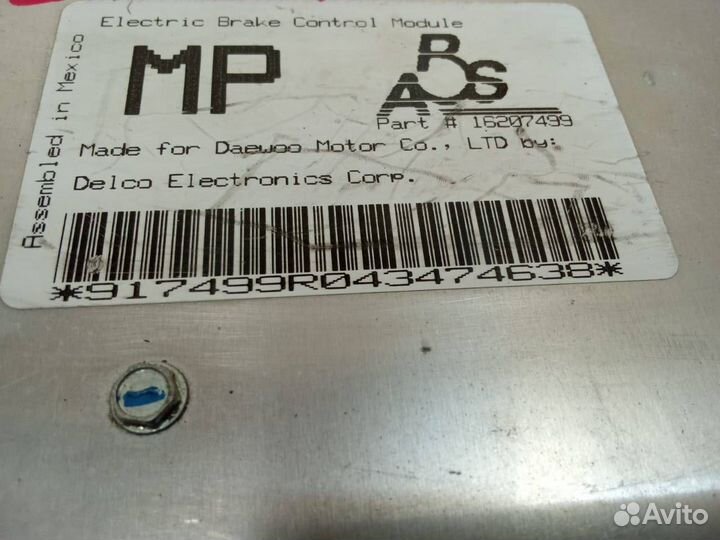 Electric Brake Control Module
MP
ABS
Part # 16207499
Made for Daewoo Motor Co., LTD by:
Delco Electronics Corp.
Assembled in Mexico
*917499R043474638*
Avito